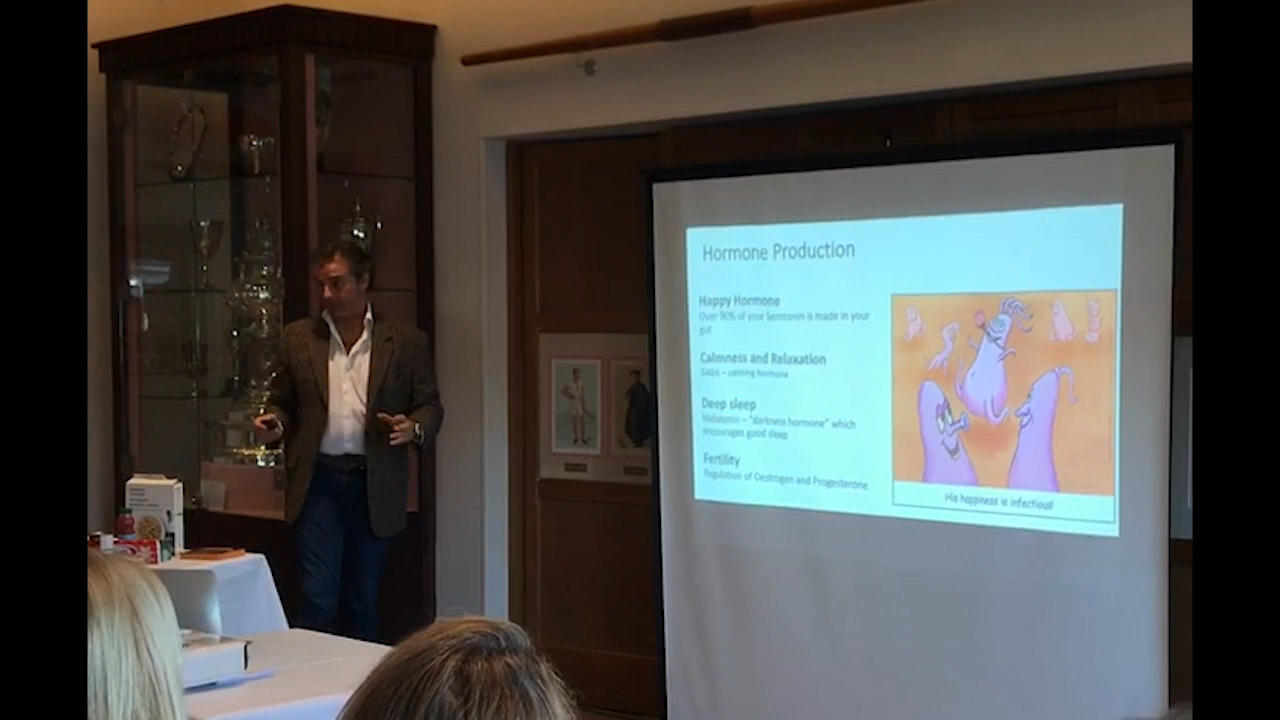 Hormone Production
Happy Hormone
Over 90% of your Serotonin is made in your
gut
Calmness and Relaxation
GABA – calming hormone
Deep sleep
Melatonin – "darkness hormone" which
encourages good sleep
Fertility
Regulation of Oestrogen and Progesterone
His happiness is infectious!